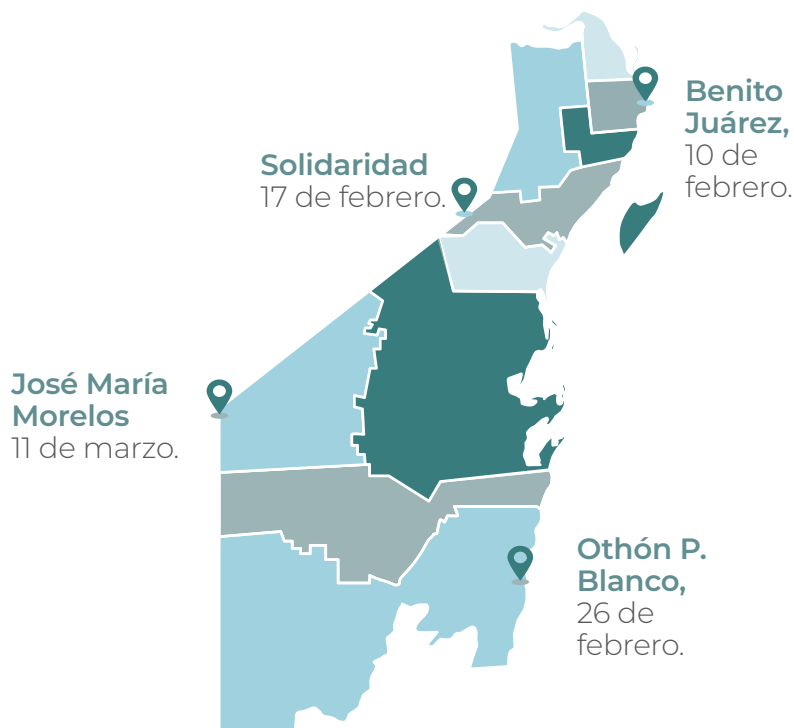 Benito
Juárez,
10 de
febrero.
Solidaridad
17 de febrero.
José María
Morelos
11 de marzo.
Othón P.
Blanco,
26 de
febrero.